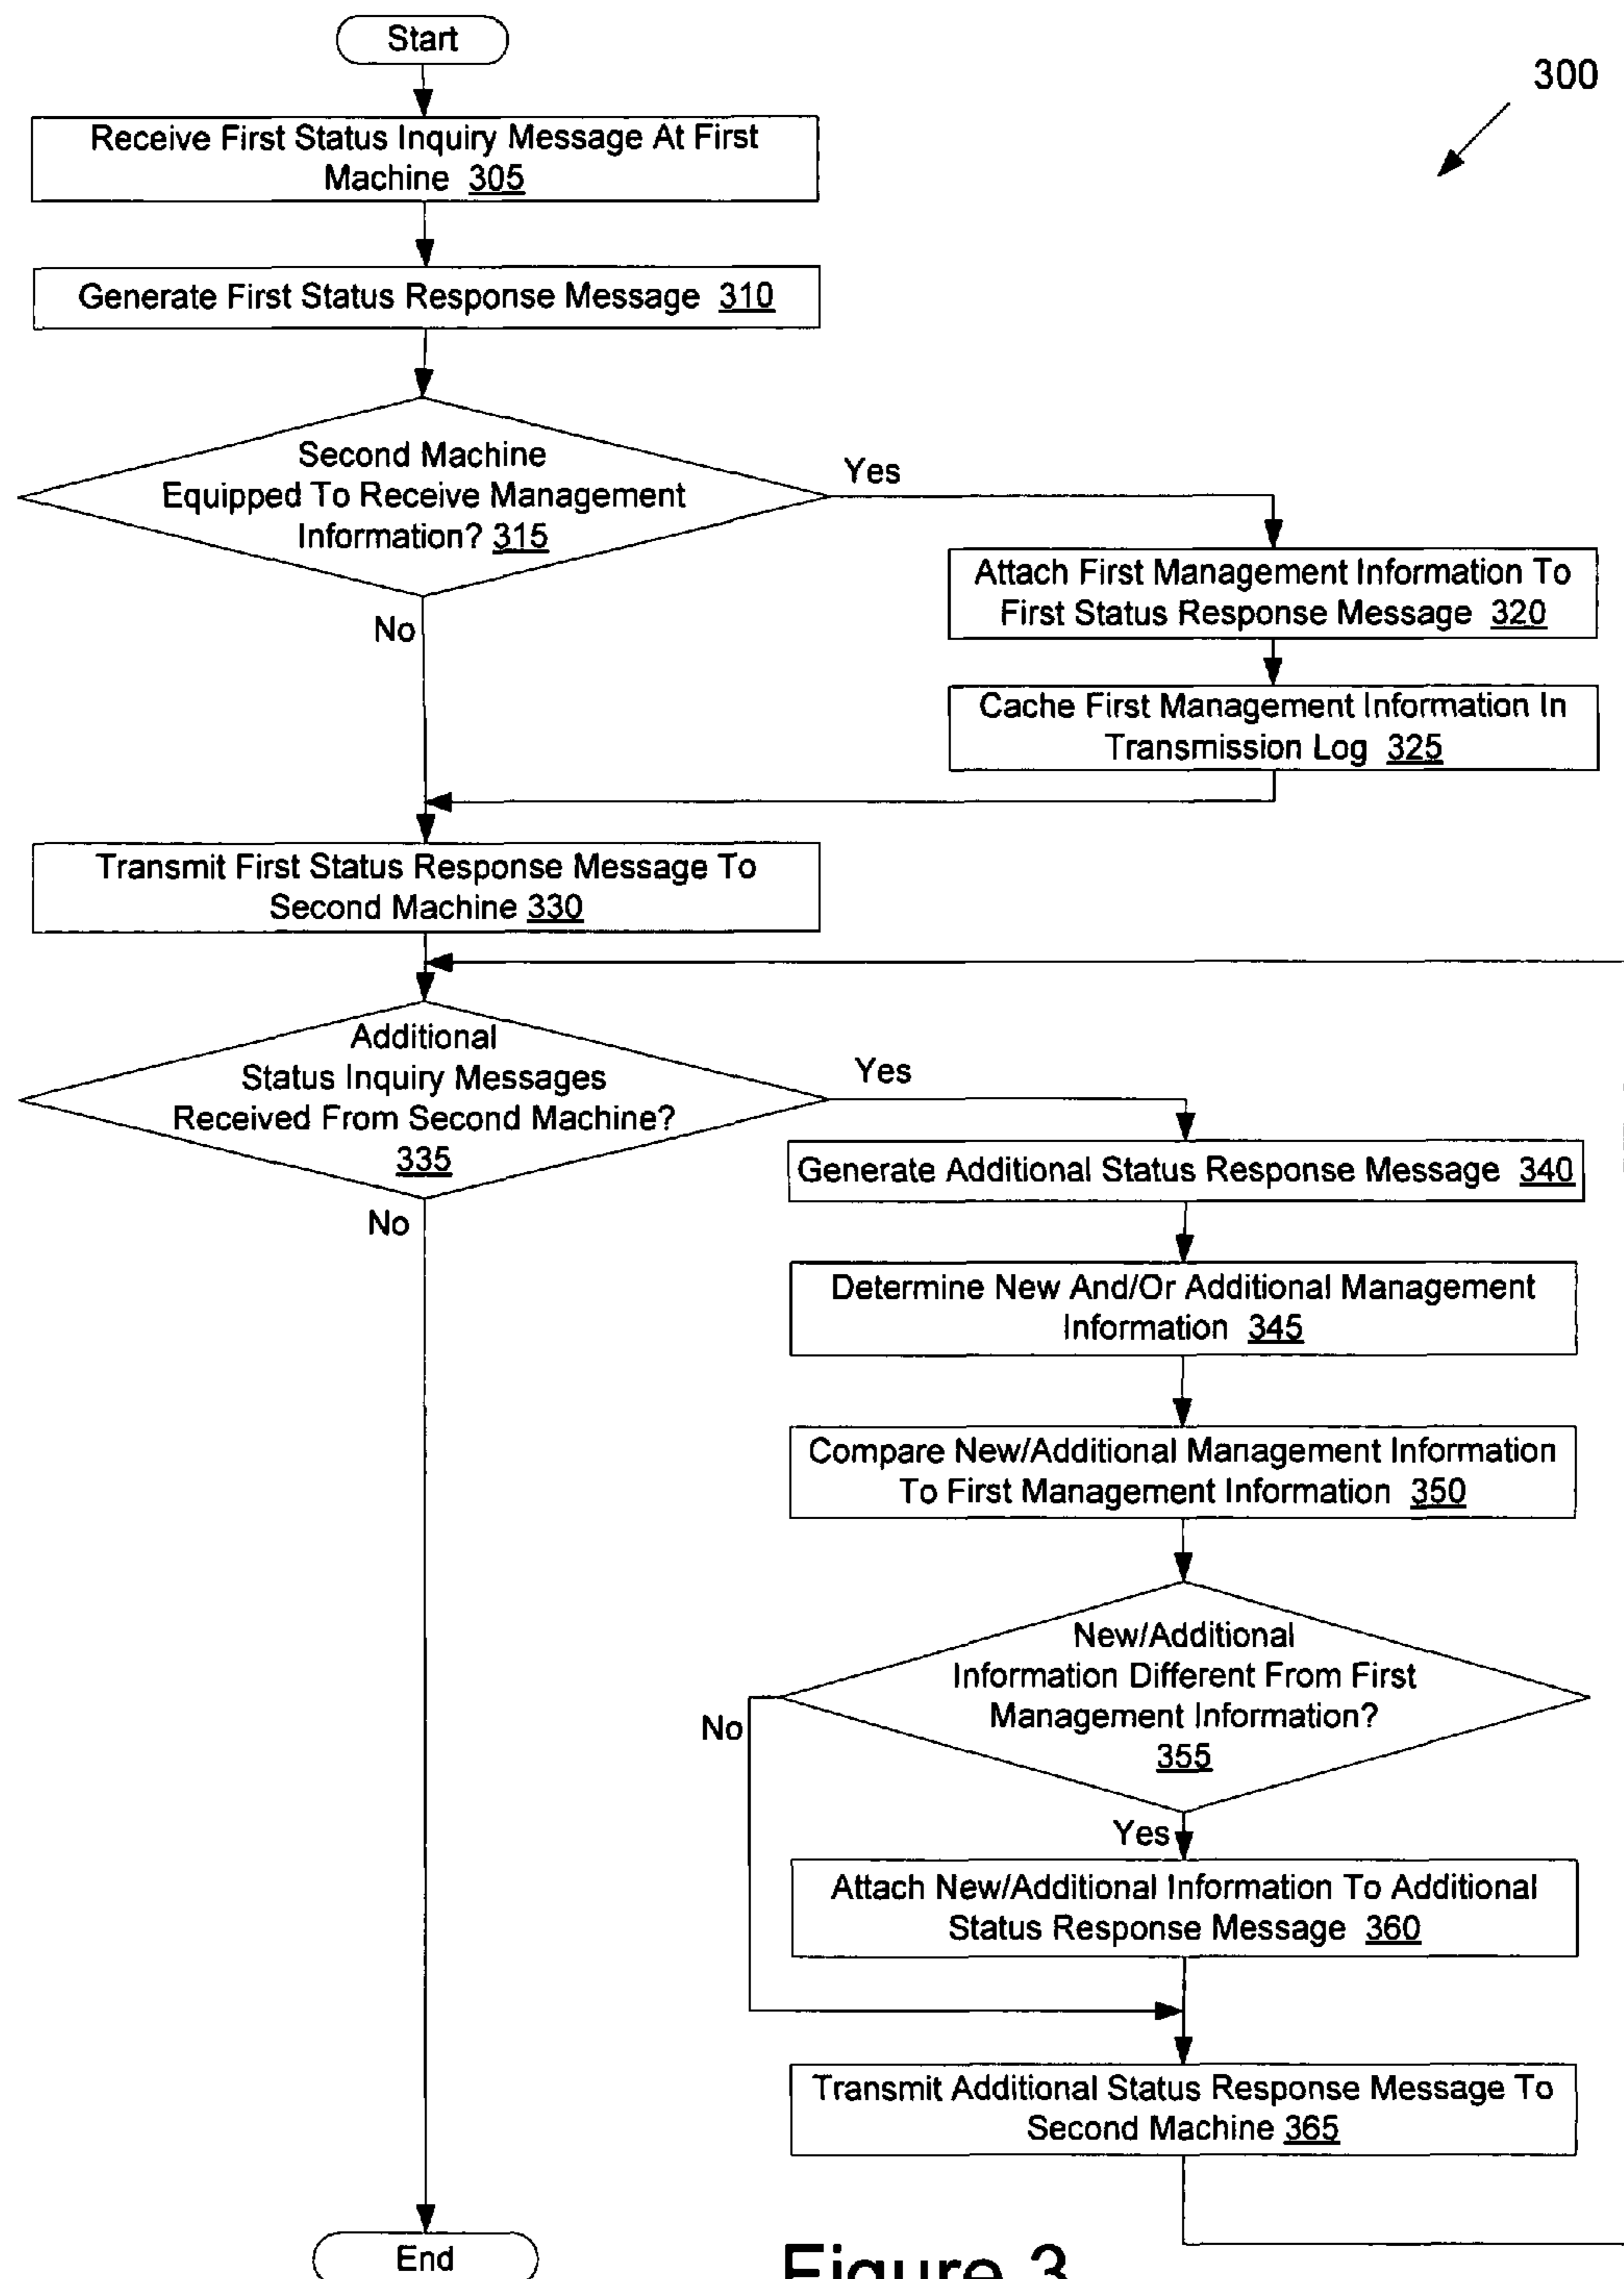 Start
300
Receive First Status Inquiry Message At First
Machine 305
Generate First Status Response Message 310
Second Machine
Equipped To Receive Management
Information? 315
Yes
No
Attach First Management Information To
First Status Response Message 320
Cache First Management Information In
Transmission Log 325
Transmit First Status Response Message To
Second Machine 330
Additional
Status Inquiry Messages
Received From Second Machine?
335
Yes
No
Generate Additional Status Response Message 340
Determine New And/Or Additional Management
Information 345
Compare New/Additional Management Information
To First Management Information 350
New/Additional
Information Different From First
Management Information?
355
No
Yes
Attach New/Additional Information To Additional
Status Response Message 360
Transmit Additional Status Response Message To
Second Machine 365
End
Figure 3